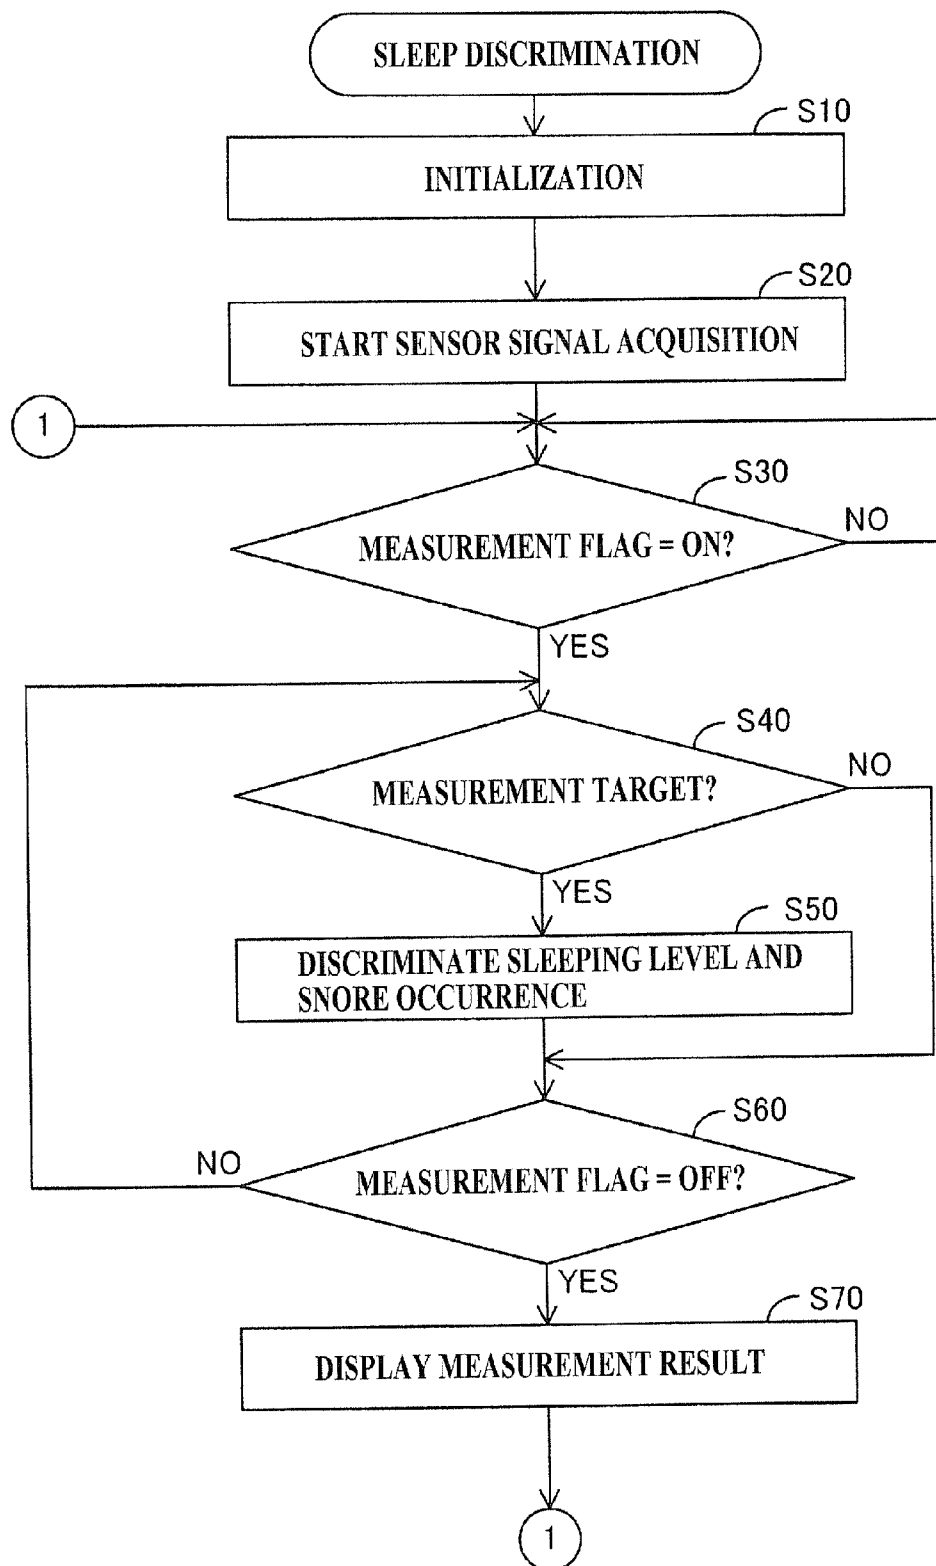 SLEEP DISCRIMINATION
S10
INITIALIZATION
S20
START SENSOR SIGNAL ACQUISITION
1
S30
MEASUREMENT FLAG = ON?
NO
YES
S40
MEASUREMENT TARGET?
NO
YES
S50
DISCRIMINATE SLEEPING LEVEL AND
SNORE OCCURRENCE
S60
MEASUREMENT FLAG = OFF?
NO
YES
S70
DISPLAY MEASUREMENT RESULT
1